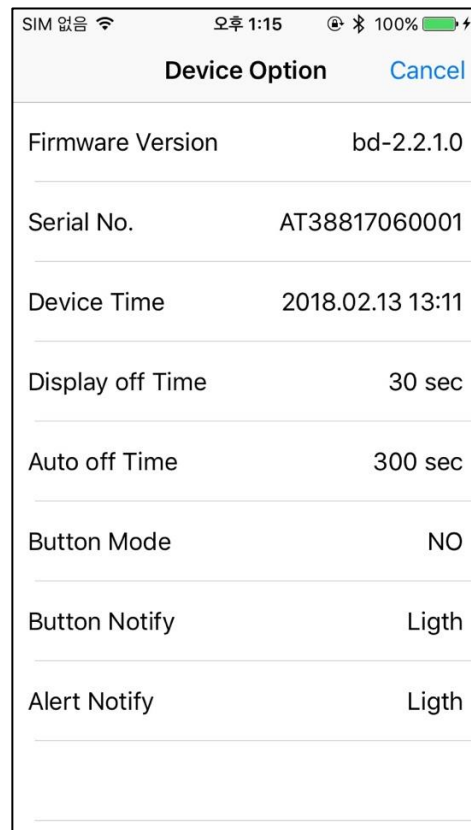 SIM 없음 오후 1:15 100%
Device Option Cancel
Firmware Version bd-2.2.1.0
Serial No. AT38817060001
Device Time 2018.02.13 13:11
Display off Time 30 sec
Auto off Time 300 sec
Button Mode NO
Button Notify Ligth
Alert Notify Ligth